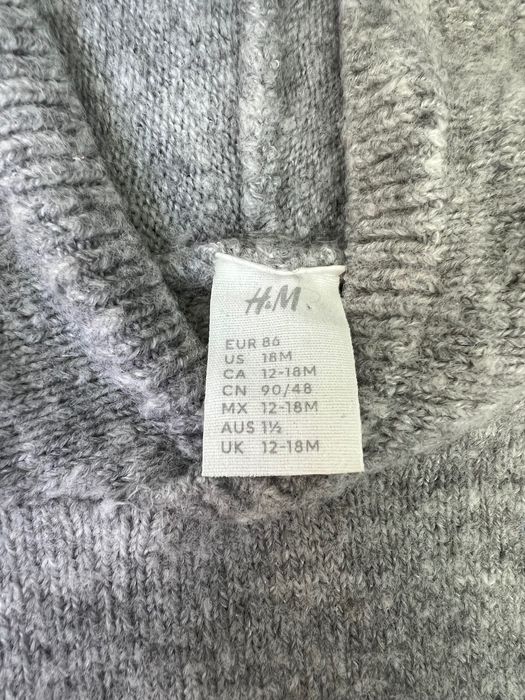 H&M
EUR 86
US 18M
CA 12-18M
CN 90/48
MX 12-18M
AUS 1½
UK 12-18M